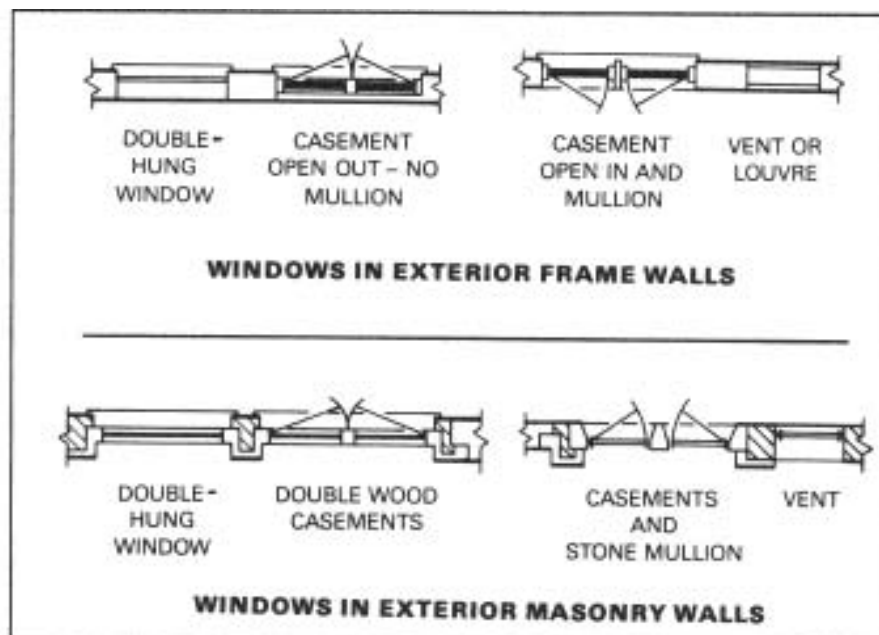 DOUBLE-
HUNG
WINDOW
CASEMENT
OPEN OUT – NO
MULLION
CASEMENT
OPEN IN AND
MULLION
VENT OR
LOUVRE
WINDOWS IN EXTERIOR FRAME WALLS
DOUBLE-
HUNG
WINDOW
DOUBLE WOOD
CASEMENTS
CASEMENTS
AND
STONE MULLION
VENT
WINDOWS IN EXTERIOR MASONRY WALLS